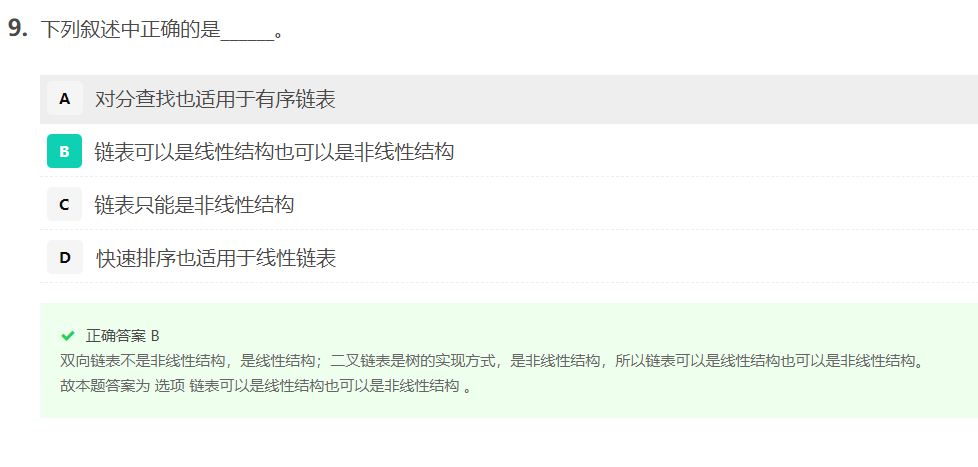 9. 下列叙述中正确的是______。
A 对分查找也适用于有序链表
B 链表可以是线性结构也可以是非线性结构
C 链表只能是非线性结构
D 快速排序也适用于线性链表
正确答案 B
双向链表不是非线性结构，是线性结构；二叉链表是树的实现方式，是非线性结构，所以链表可以是线性结构也可以是非线性结构。
故本题答案为 选项 链表可以是线性结构也可以是非线性结构 。